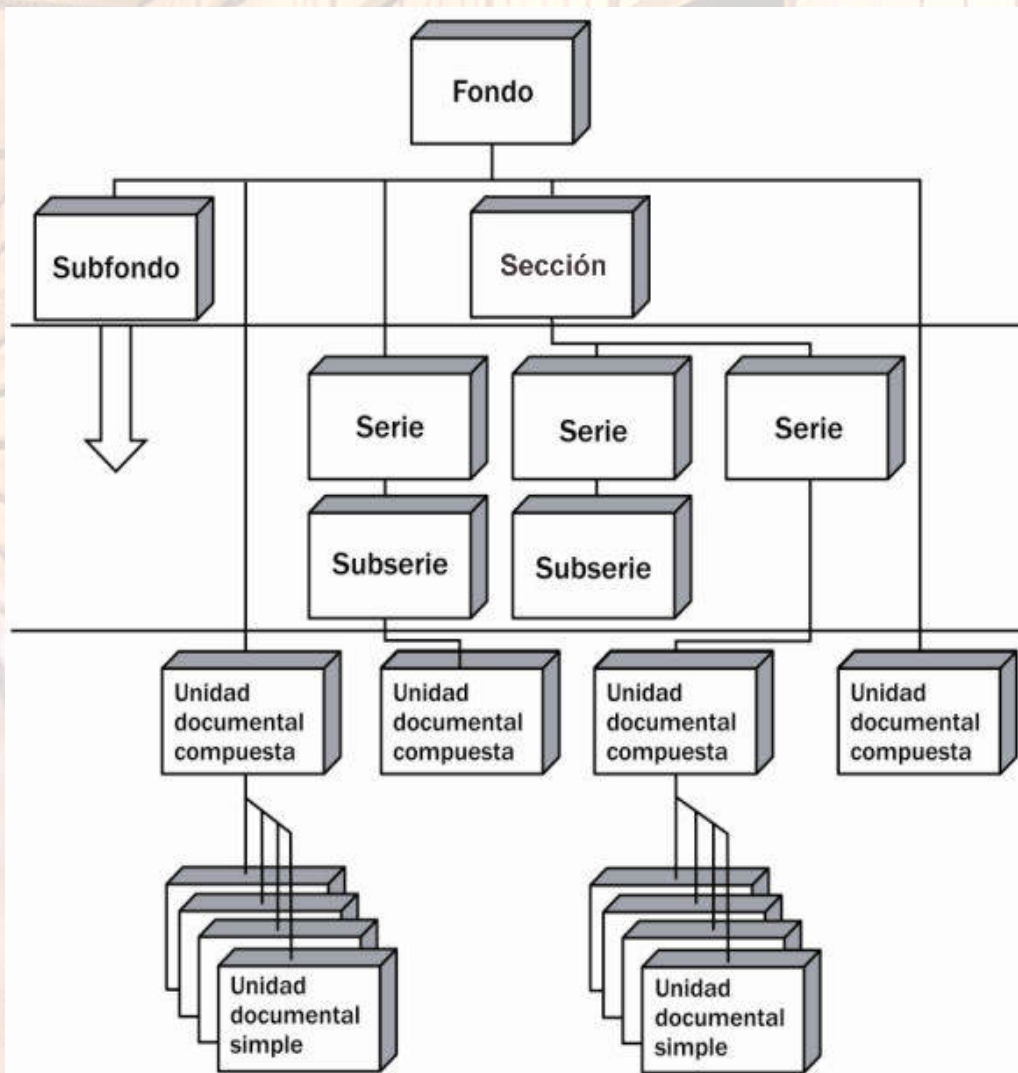 Fondo
Subfondo
Sección
Serie
Serie
Serie
Subserie
Subserie
Unidad
documental
compuesta
Unidad
documental
compuesta
Unidad
documental
compuesta
Unidad
documental
compuesta
Unidad
documental
simple
Unidad
documental
simple